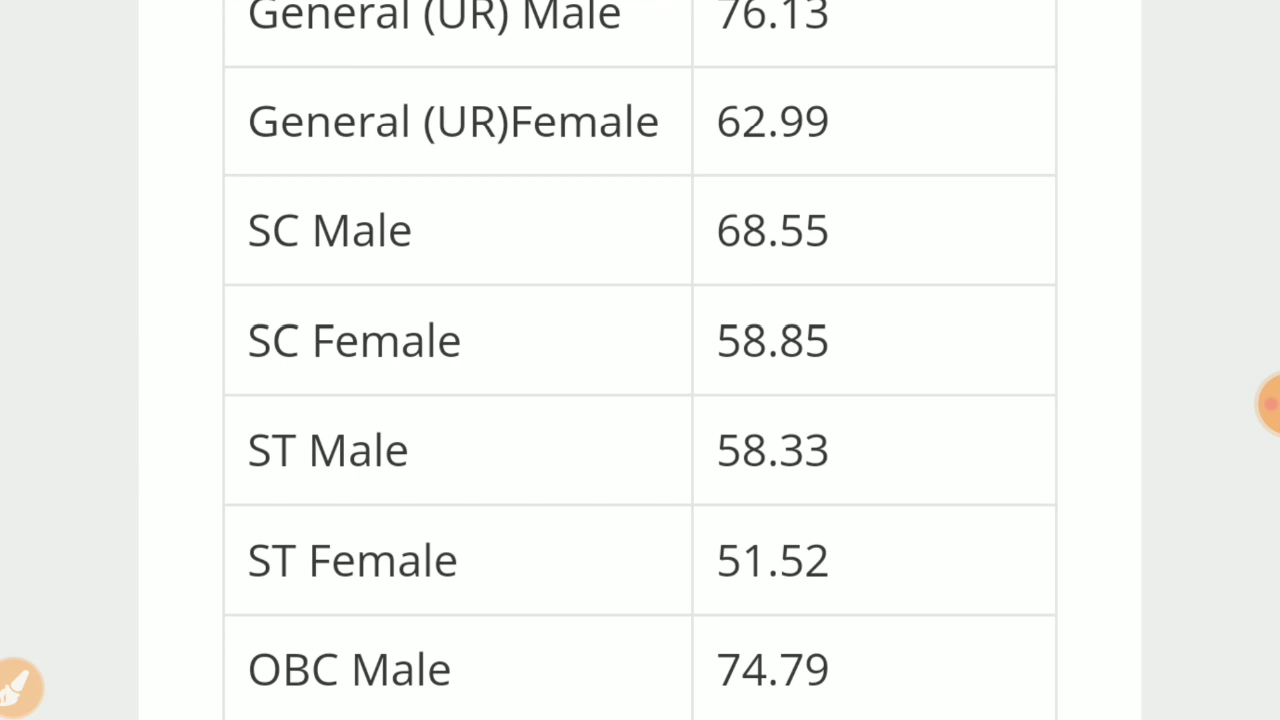 General (UR) Male 76.13
General (UR)Female 62.99
SC Male 68.55
SC Female 58.85
ST Male 58.33
ST Female 51.52
OBC Male 74.79